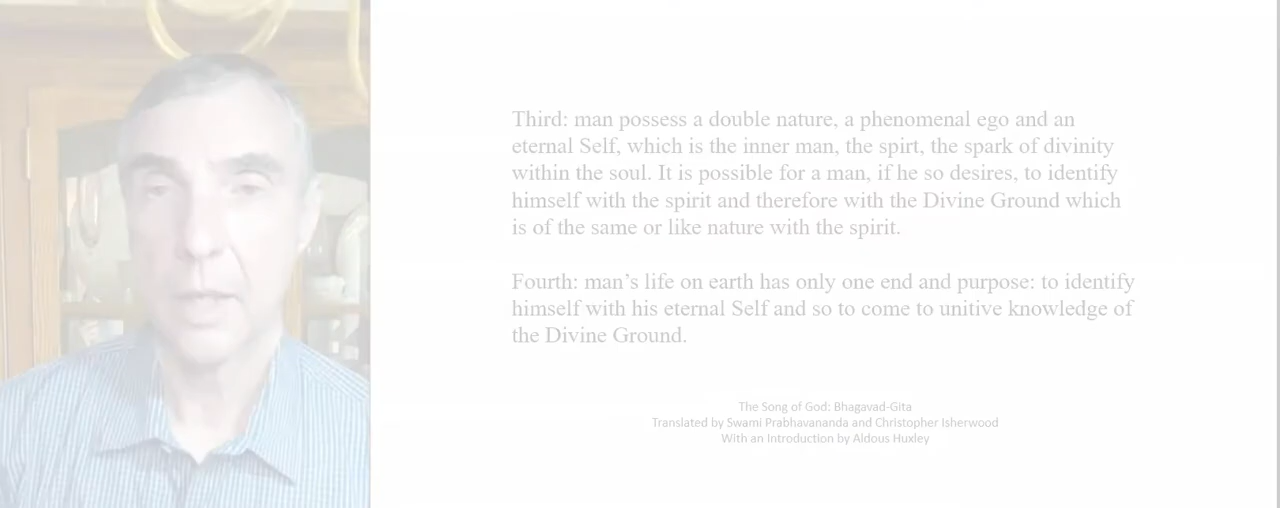 Third: man possess a double nature, a phenomenal ego and an
eternal Self, which is the inner man, the spirt, the spark of divinity
within the soul. It is possible for a man, if he so desires, to identify
himself with the spirit and therefore with the Divine Ground which
is of the same or like nature with the spirit.
Fourth: man’s life on earth has only one end and purpose: to identify
himself with his eternal Self and so to come to unitive knowledge of
the Divine Ground.
The Song of God: Bhagavad-Gita
Translated by Swami Prabhavananda and Christopher Isherwood
With an Introduction by Aldous Huxley